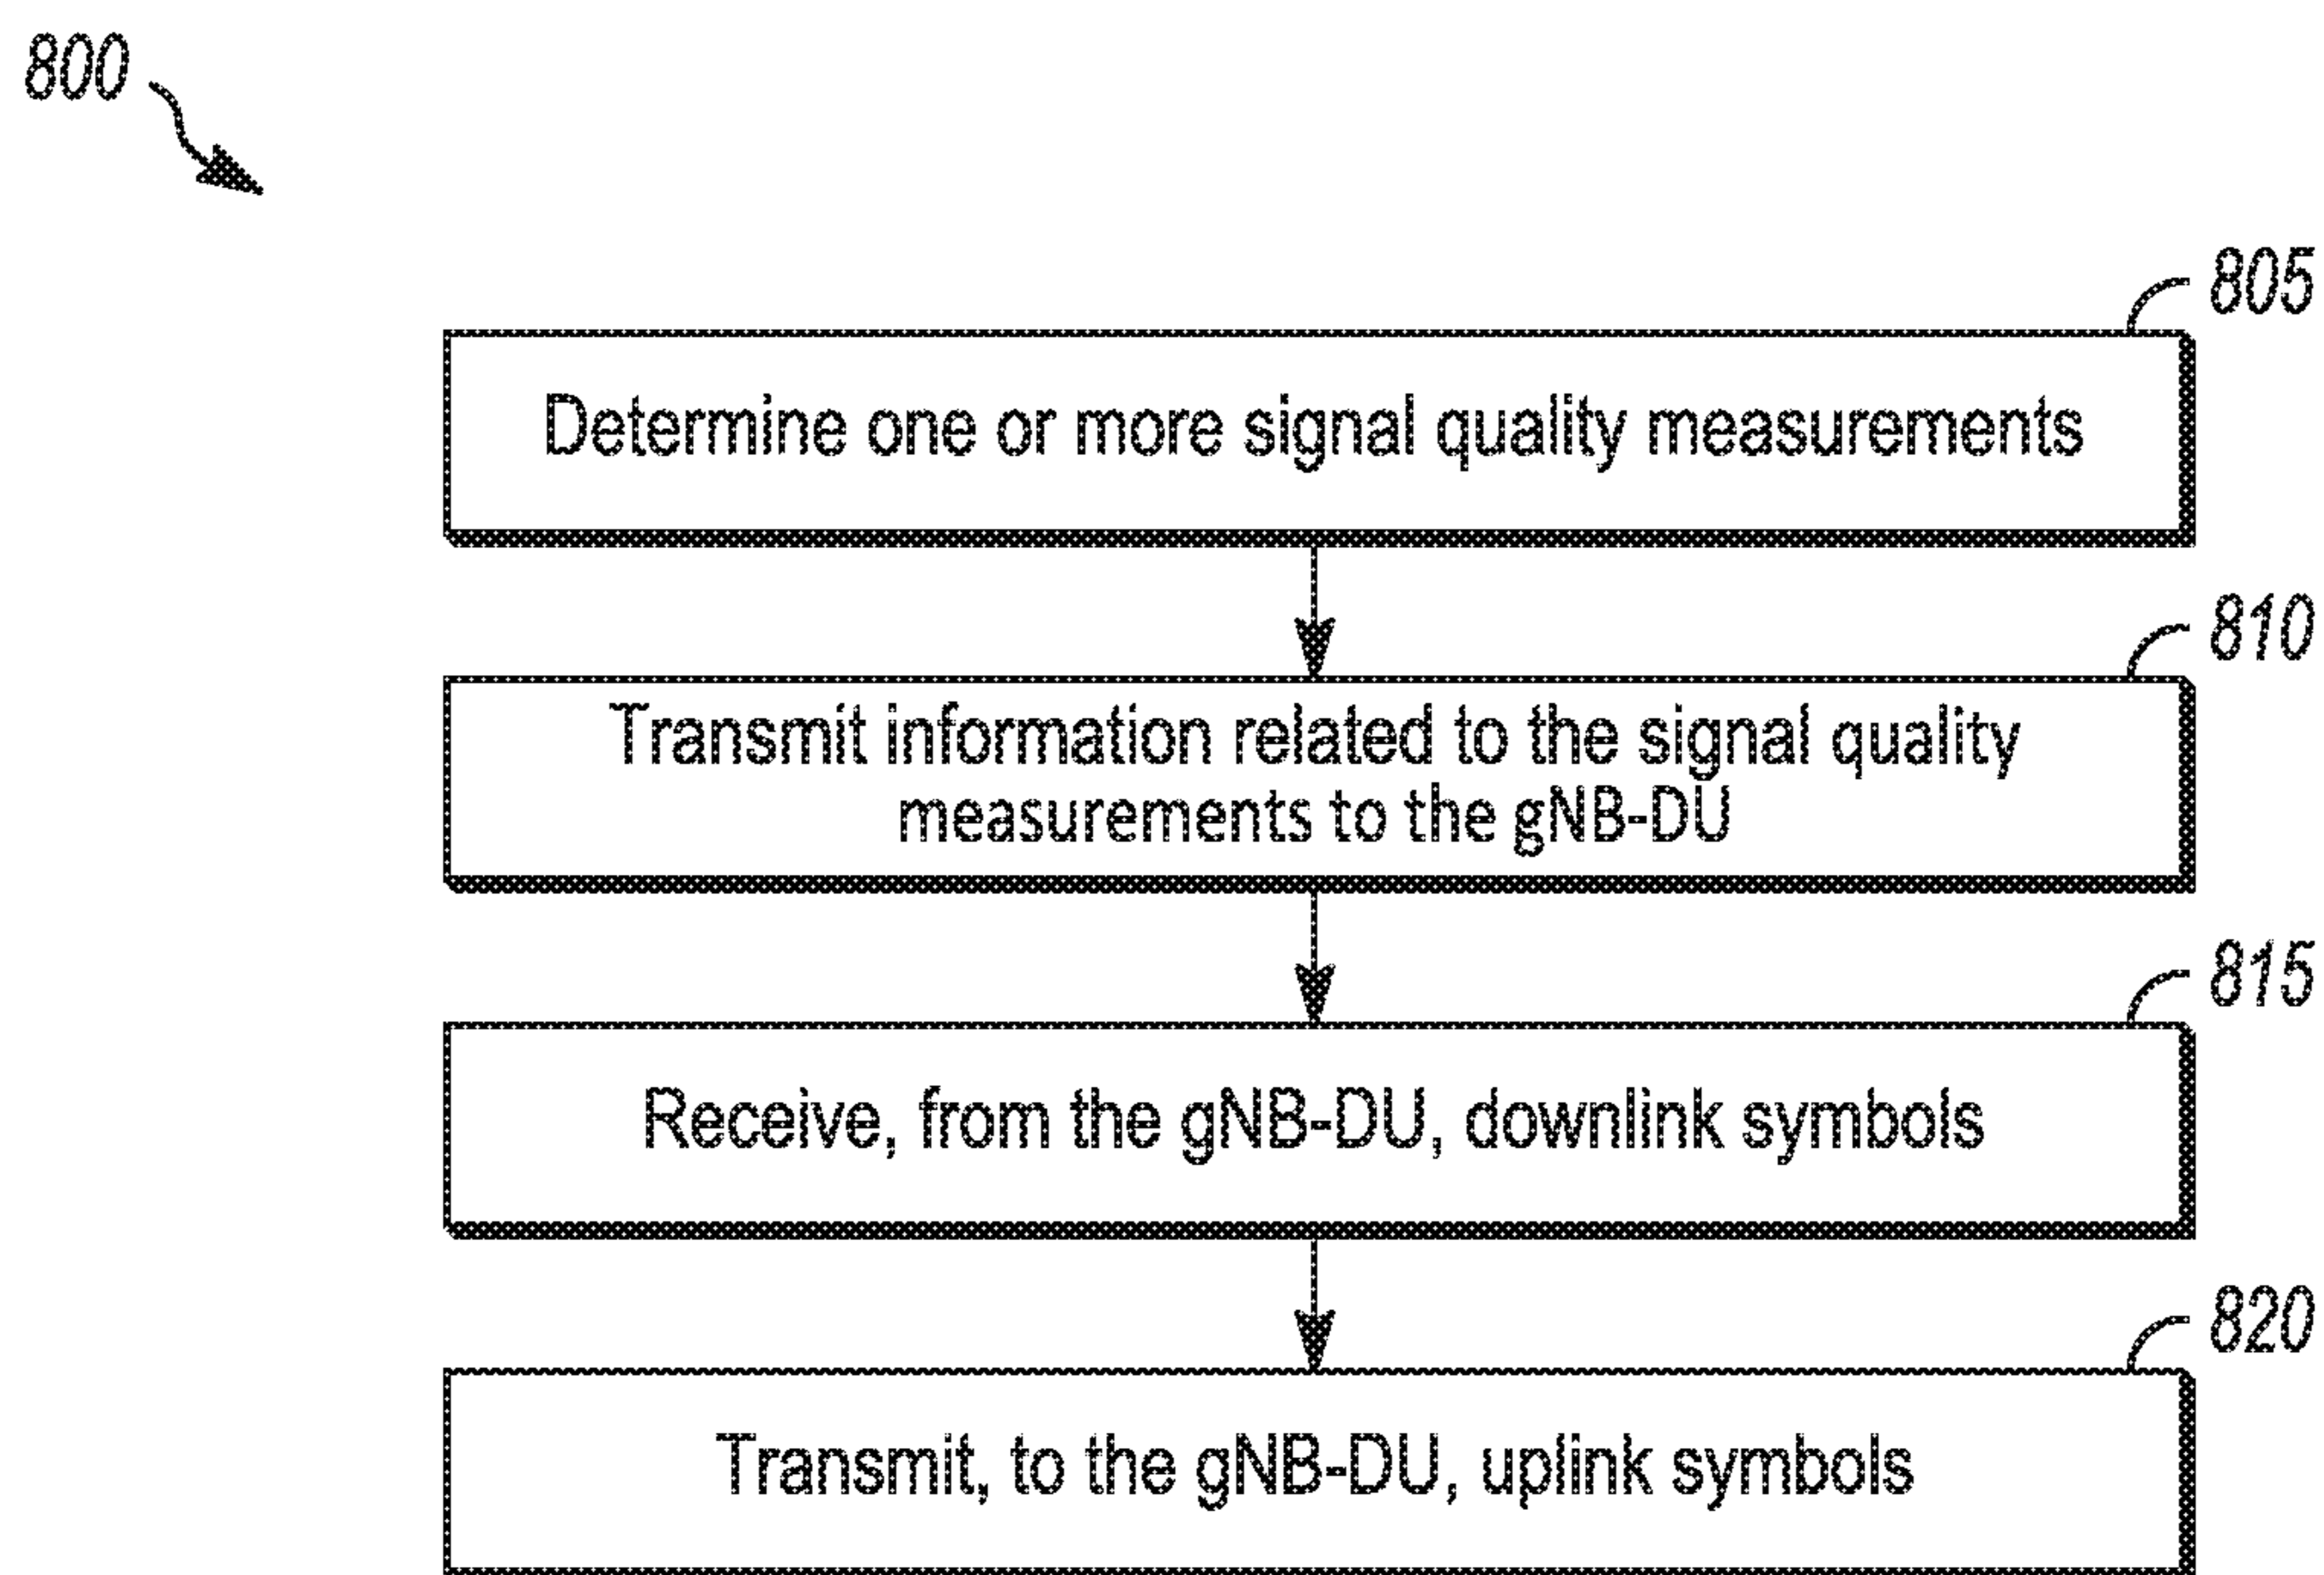 800
805
Determine one or more signal quality measurements
810
Transmit information related to the signal quality
measurements to the gNB-DU
815
Receive, from the gNB-DU, downlink symbols
820
Transmit, to the gNB-DU, uplink symbols